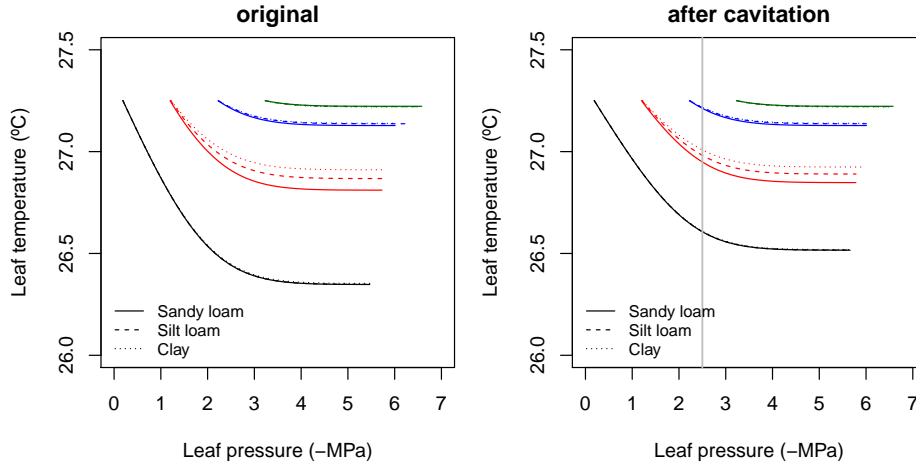 original
Leaf temperature (ºC)
27.5
27.0
26.5
26.0
Sandy loam
Silt loam
Clay
0 1 2 3 4 5 6 7
Leaf pressure (−MPa)
after cavitation
Leaf temperature (ºC)
27.5
27.0
26.5
26.0
Sandy loam
Silt loam
Clay
0 1 2 3 4 5 6 7
Leaf pressure (−MPa)